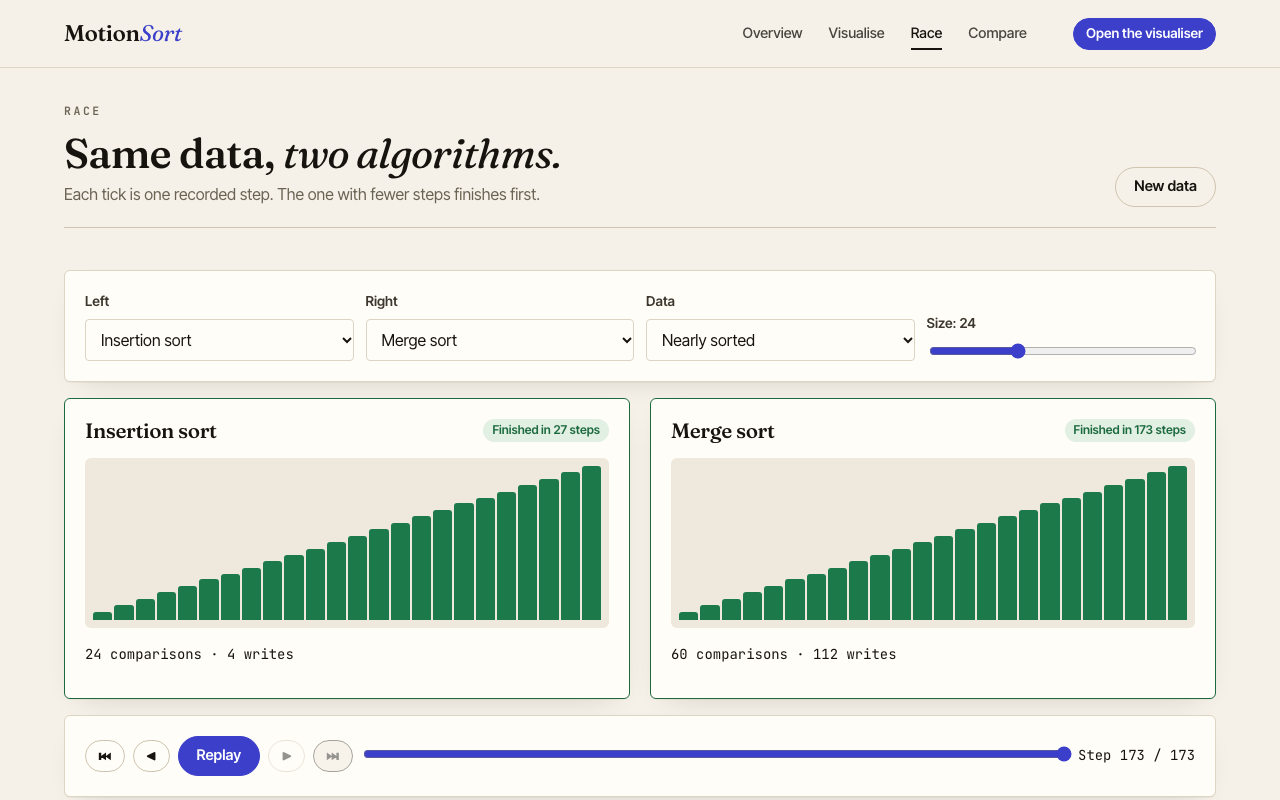 MotionSort
Overview
Visualise
Race
Compare
Open the visualiser
RACE
Same data, two algorithms.
Each tick is one recorded step. The one with fewer steps finishes first.
New data
Left
Right
Data
Size: 24
Insertion sort
Merge sort
Nearly sorted
Insertion sort
Finished in 27 steps
24 comparisons · 4 writes
Merge sort
Finished in 173 steps
60 comparisons · 112 writes
Replay
Step 173 / 173